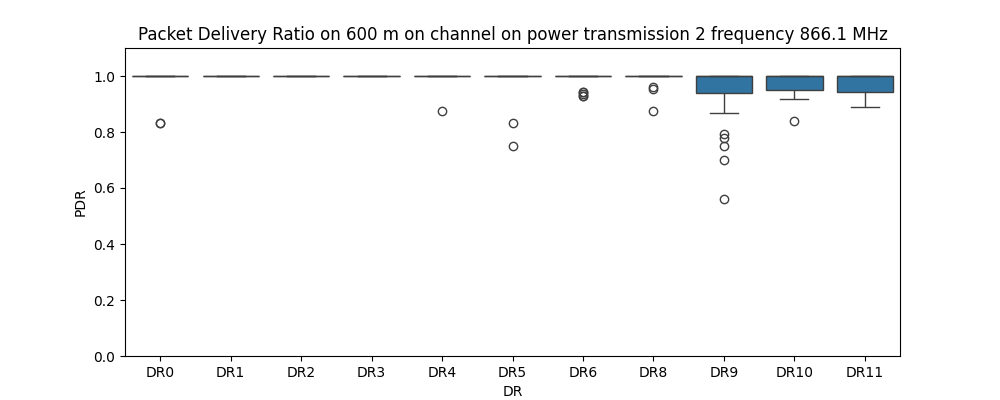 Packet Delivery Ratio on 600 m on channel on power transmission 2 frequency 866.1 MHz
1.0
0.8
0.6
0.4
0.2
0.0
PDR
DR0 DR1 DR2 DR3 DR4 DR5 DR6 DR8 DR9 DR10 DR11
DR